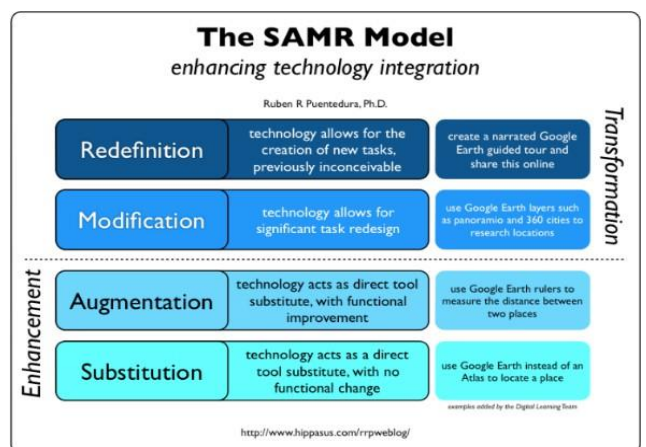 The SAMR Model
enhancing technology integration
Ruben R Puentedura, Ph.D.
Transformation
Redefinition
technology allows for the
creation of new tasks,
previously inconceivable
create a narrated Google
Earth guided tour and
share this online
Modification
technology allows for
significant task redesign
use Google Earth layers such
as panoramio and 360 cities to
research locations
Enhancement
Augmentation
technology acts as direct tool
substitute, with functional
improvement
use Google Earth rulers to
measure the distance between
two places
Substitution
technology acts as a direct
tool substitute, with no
functional change
use Google Earth instead of an
Atlas to locate a place
examples added by the Digital Learning Team
http://www.hippasus.com/rrpweblog/